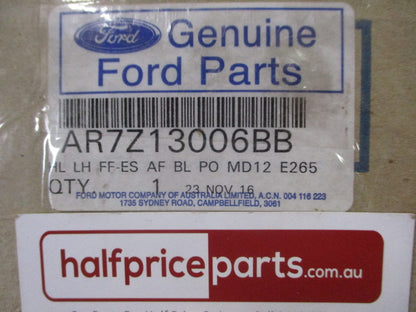 Ford
Genuine
Ford Parts
AR7Z13006BB
HL LH FF-ES AF BL PO MD12 E265
QTY 1 23 NOV 16
FORD MOTOR COMPANY OF AUSTRALIA LIMITED, A.C.N. 004 116 223
1735 SYDNEY ROAD, CAMPBELLFIELD, 3061
halfpriceparts.com.au